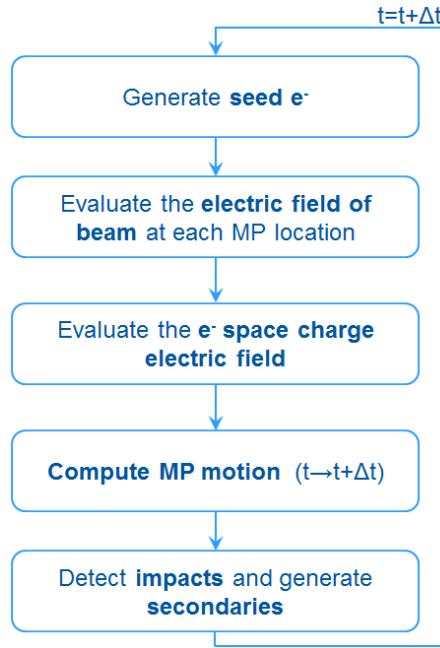 t=t+Δt
Generate seed e-
Evaluate the electric field of
beam at each MP location
Evaluate the e- space charge
electric field
Compute MP motion (t→t+Δt)
Detect impacts and generate
secondaries